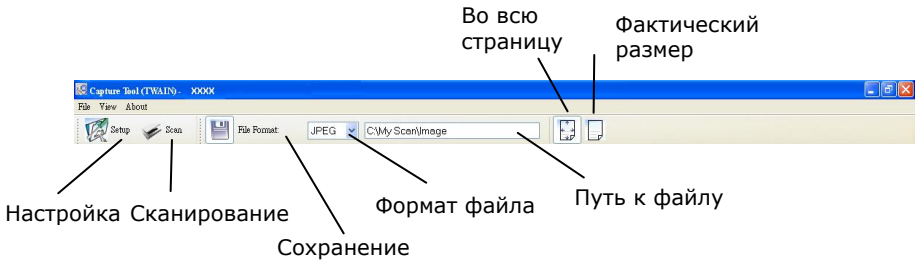 Во всю
страницу
Фактический
размер
Capture Tool (TWAIN) - XXXX
File View About
Setup Scan File Format: JPEG C:\My Scan\Image
Настройка Сканирование Формат файла Путь к файлу
Сохранение